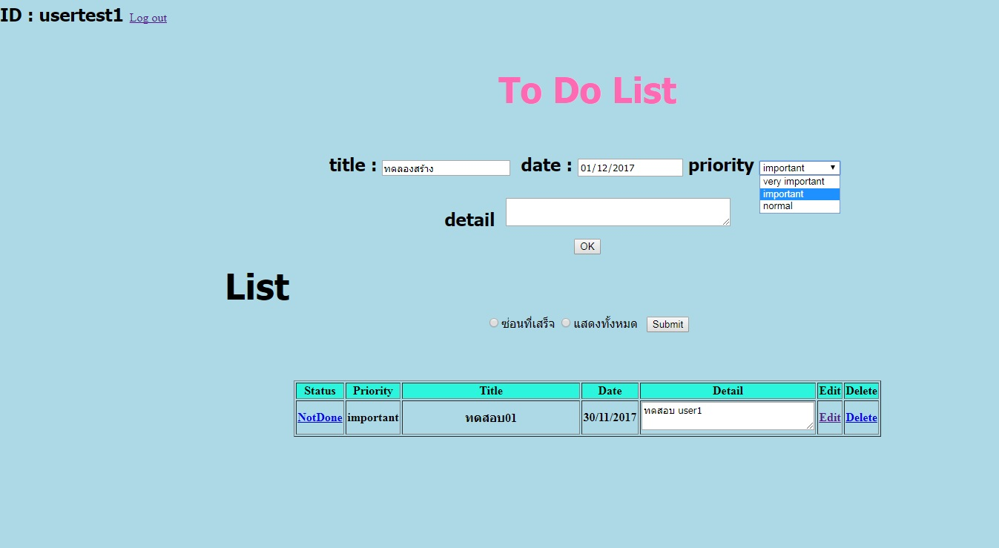 ID : usertest1 Log out
To Do List
title : ทดลองสร้าง date : 01/12/2017 priority important
very important
important
normal
detail
OK
List
ซ่อนที่เสร็จ แสดงทั้งหมด Submit
Status Priority Title Date Detail Edit Delete
NotDone important ทดสอบ01 30/11/2017 ทดสอบ user1 Edit Delete